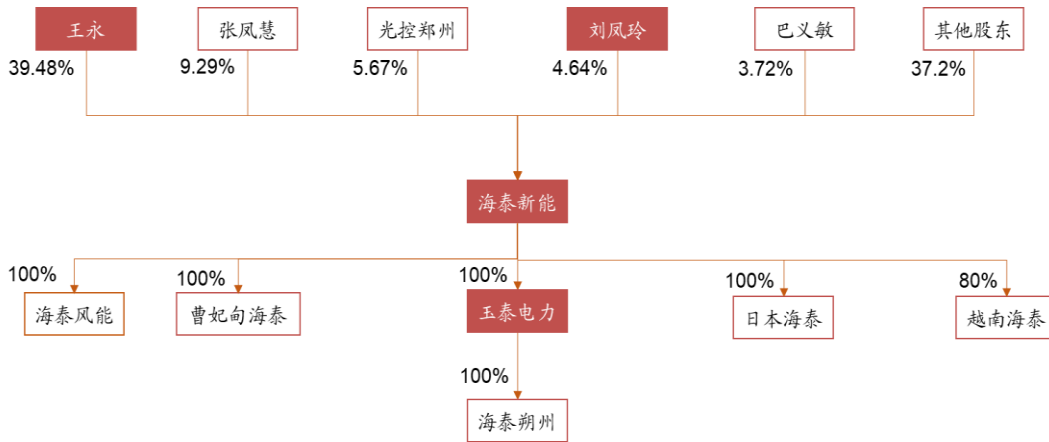 王永
张凤慧
光控郑州
刘凤玲
巴义敏
其他股东
39.48%
9.29%
5.67%
4.64%
3.72%
37.2%
海泰新能
100%
100%
100%
100%
80%
海泰风能
曹妃甸海泰
玉泰电力
日本海泰
越南海泰
100%
海泰朔州